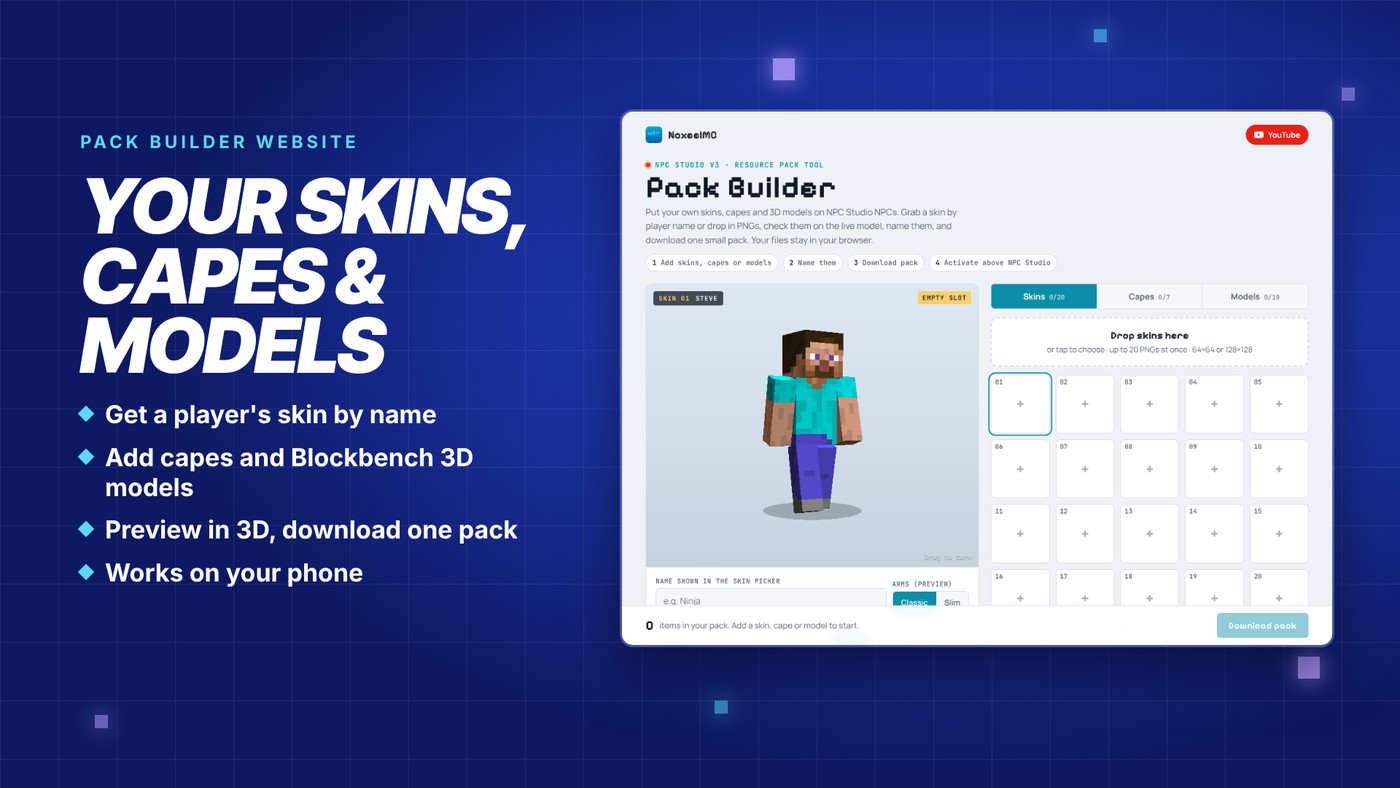 PACK BUILDER WEBSITE
YOUR SKINS,
CAPES &
MODELS
Get a player's skin by name
Add capes and Blockbench 3D
models
Preview in 3D, download one pack
Works on your phone
NoxeelMC
YouTube
NPC STUDIO V3 · RESOURCE PACK TOOL
Pack Builder
Put your own skins, capes and 3D models on NPC Studio NPCs. Grab a skin by
player name or drop in PNGs, check them on the live model, name them, and
download one small pack. Your files stay in your browser.
1 Add skins, capes or models 2 Name them 3 Download pack 4 Activate above NPC Studio
SKIN 01 STEVE
EMPTY SLOT
Drag to turn
NAME SHOWN IN THE SKIN PICKER
e.g. Ninja
ARMS (PREVIEW)
Classic Slim
Skins 0/20 Capes 0/7 Models 0/10
Drop skins here
or tap to choose · up to 20 PNGs at once · 64×64 or 128×128
01 02 03 04 05
+ + + + +
06 07 08 09 10
+ + + + +
11 12 13 14 15
+ + + + +
16 17 18 19 20
+ + + + +
0 items in your pack. Add a skin, cape or model to start.
Download pack